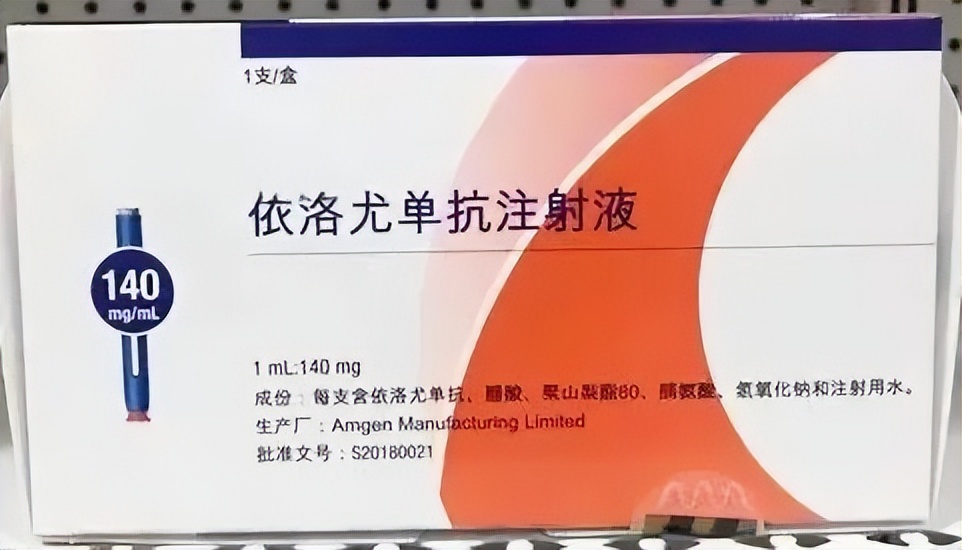 1支/盒
依洛尤单抗注射液
140
mg/mL
1 mL:140 mg
成份：每支含依洛尤单抗、醋酸、聚山梨酯80、脯氨酸、氢氧化钠和注射用水。
生产厂：Amgen Manufacturing Limited
批准文号：S20180021